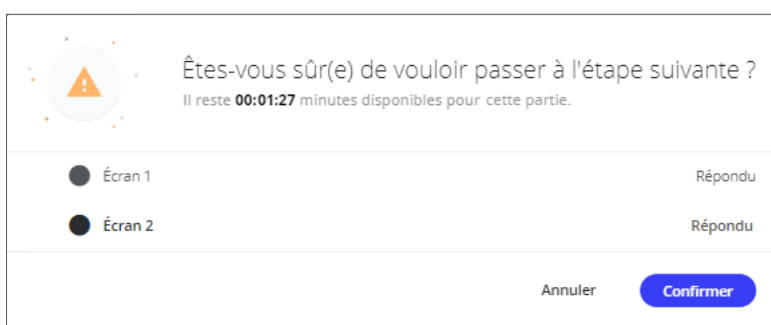 Êtes-vous sûr(e) de vouloir passer à l'étape suivante ?
Il reste 00:01:27 minutes disponibles pour cette partie.
Écran 1 Répondu
Écran 2 Répondu
Annuler Confirmer